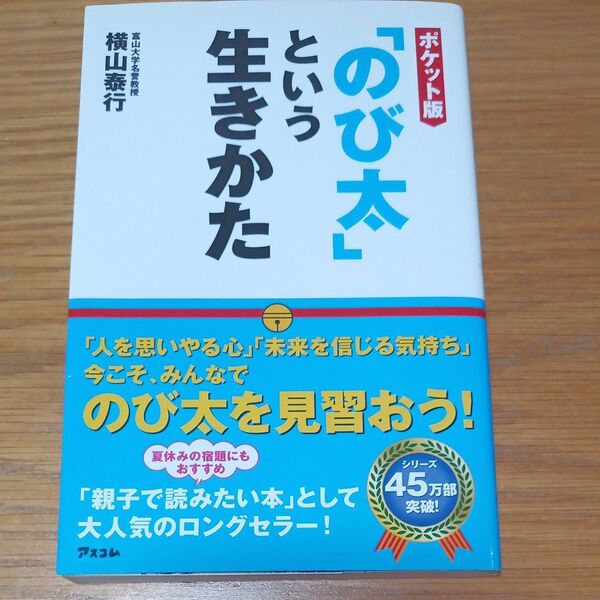 ポケット版
「のび太」
という
生きかた
富山大学名誉教授
横山泰行
「人を思いやる心」「未来を信じる気持ち」
今こそ、みんなで
のび太を見習おう!
夏休みの宿題にも
おすすめ
「親子で読みたい本」として
大人気のロングセラー!
シリーズ
45万部
突破!
アスコム